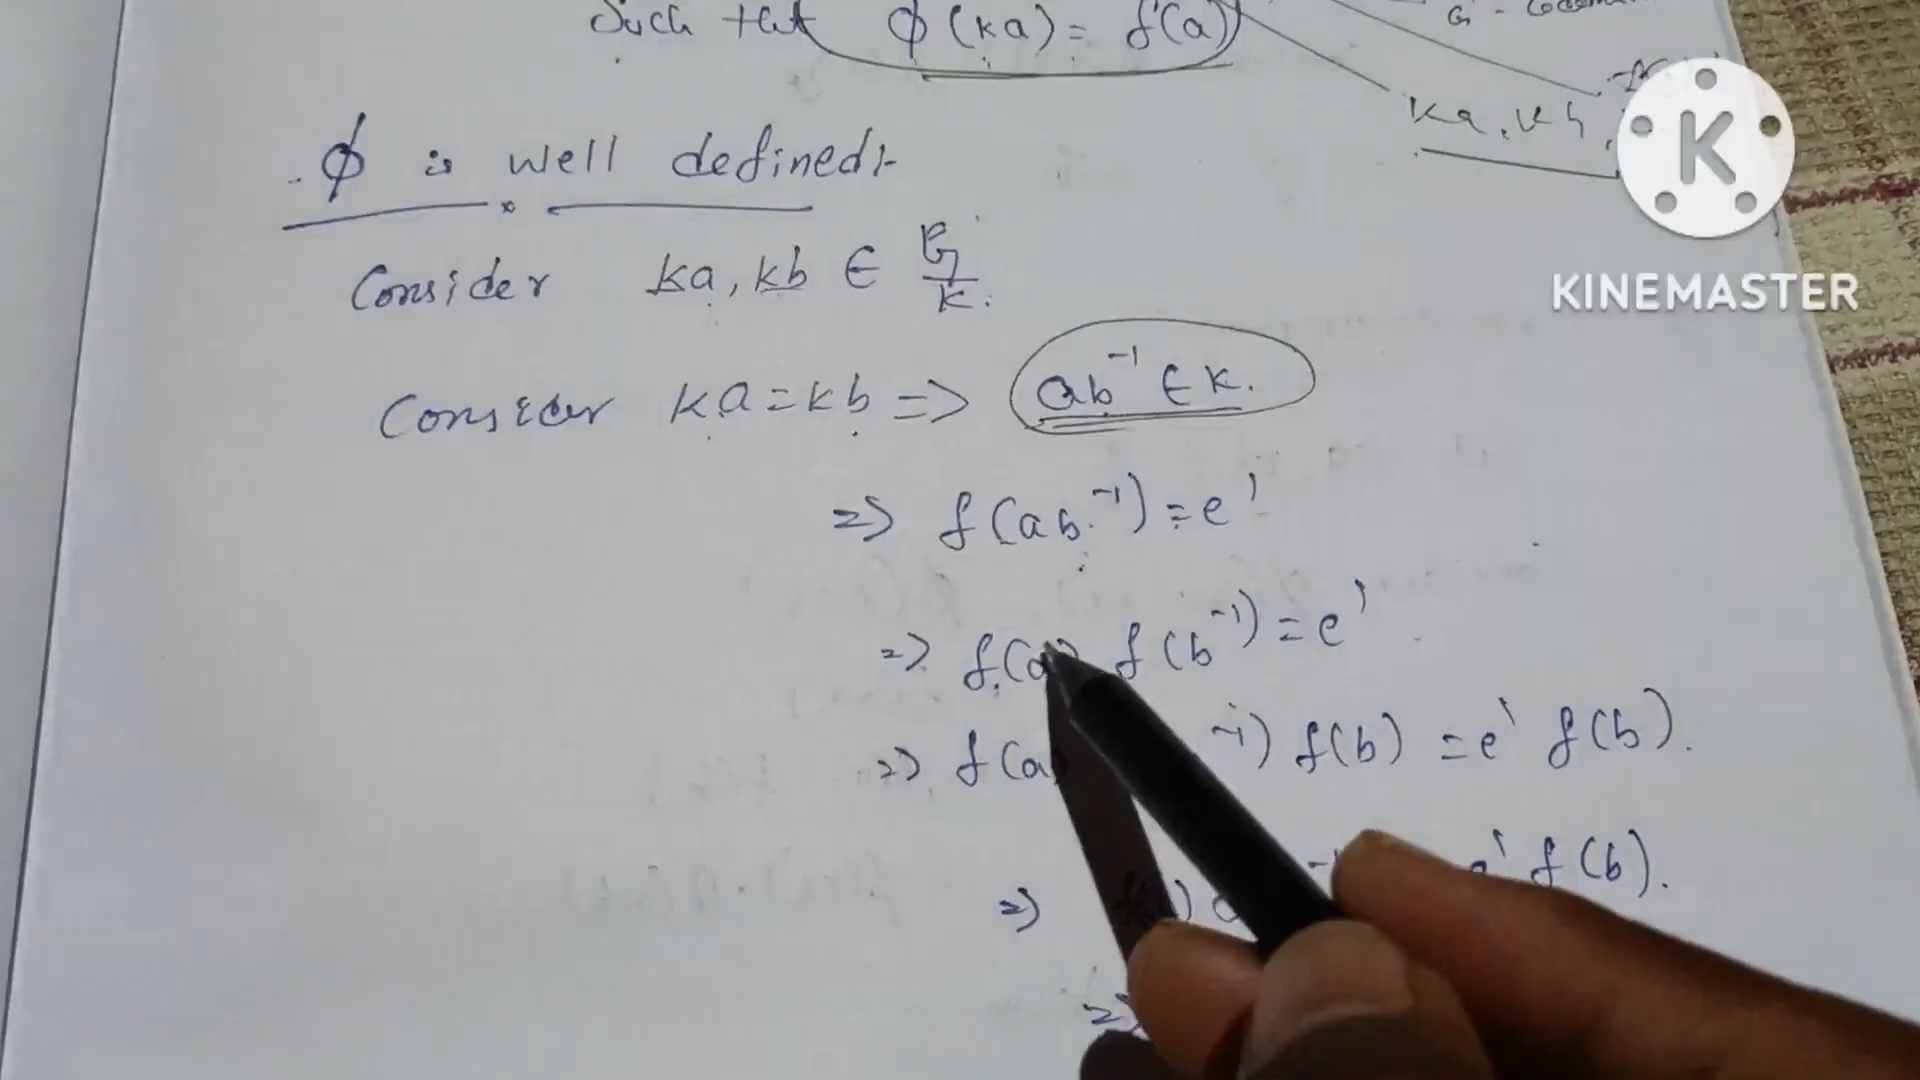 Such that ϕ(ka) = f(a)
ka, kb,
ϕ is well defined:-
Consider ka, kb ∈ G/k.
Consider ka = kb => ab⁻¹ ∈ k.
=> f(ab⁻¹) = e'
=> f(a) f(b⁻¹) = e'
=> f(a) ⁻¹) f(b) = e' f(b).
=> ⁻¹ e' f(b).
=>
K
KINEMASTER